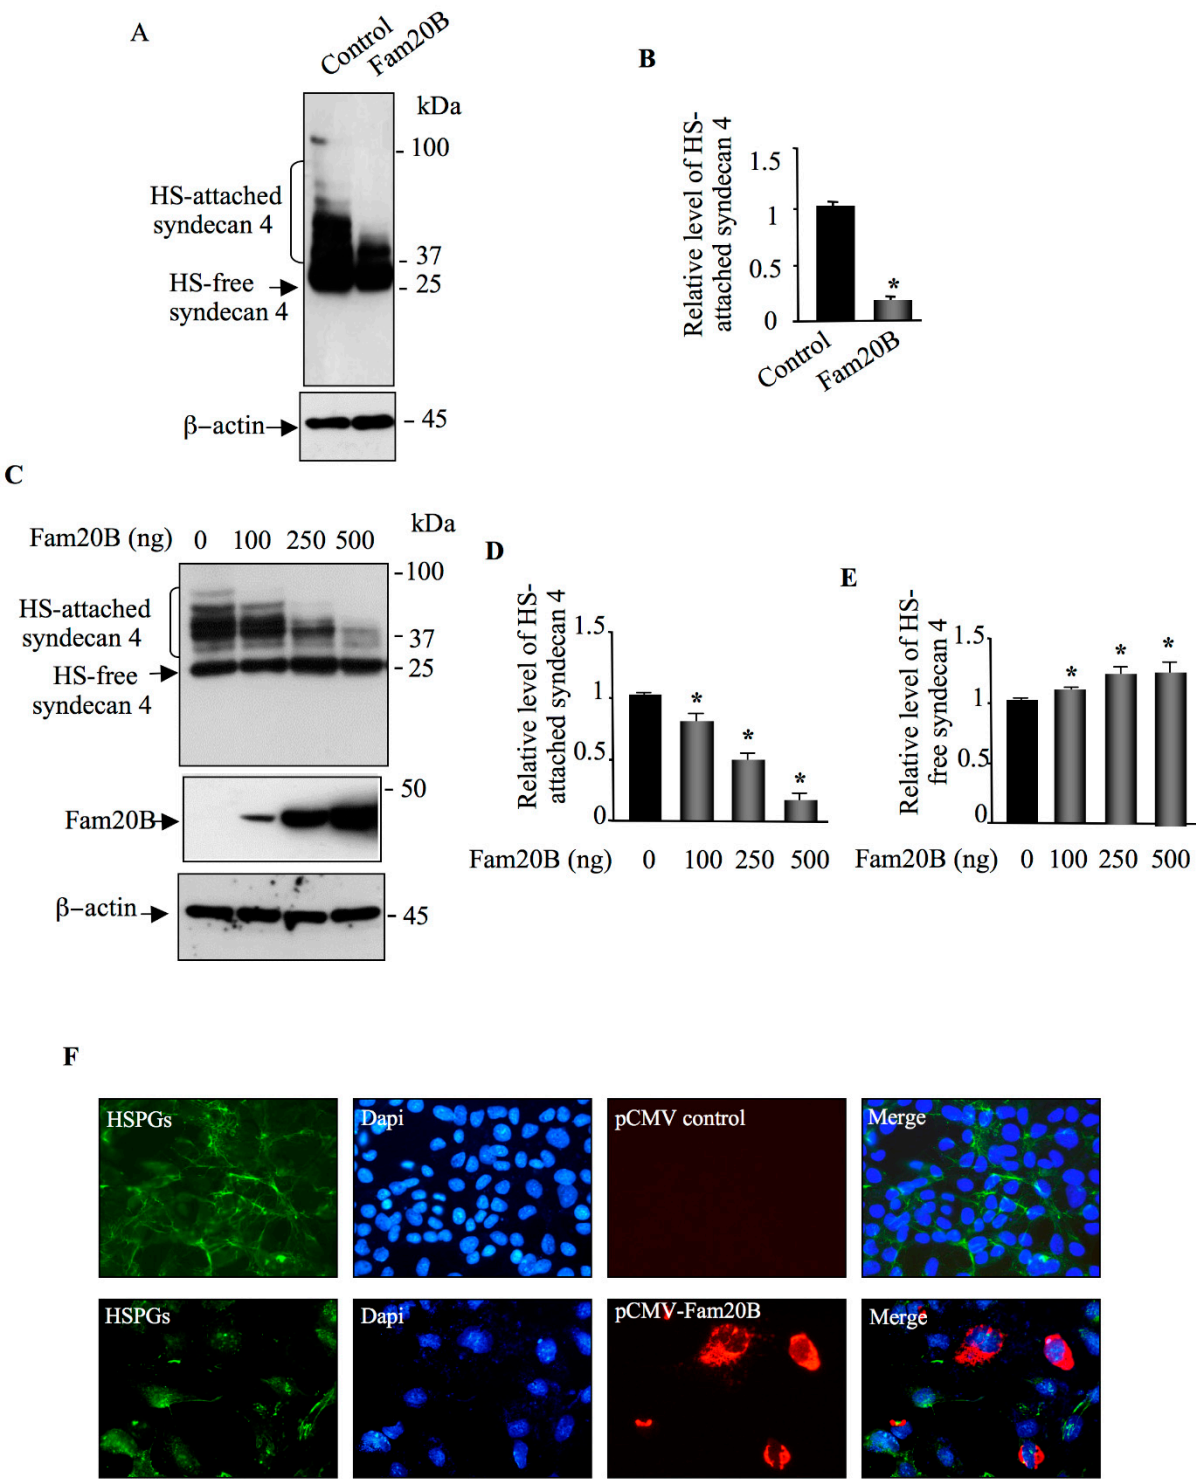 A
Control
Fam20B
kDa
- 100
HS-attached
syndecan 4
- 37
HS-free
syndecan 4
- 25
β–actin
- 45
B
Relative level of HS-
attached syndecan 4
1.5
1
0.5
0
*
Control
Fam20B
C
Fam20B (ng) 0 100 250 500
kDa
-100
HS-attached
syndecan 4
- 37
HS-free
syndecan 4
- 25
- 50
Fam20B
β–actin
- 45
D
Relative level of HS-
attached syndecan 4
1.5
1
0.5
0
* * *
Fam20B (ng) 0 100 250 500
E
Relative level of HS-
free syndecan 4
1.5
1
0.5
0
* * *
Fam20B (ng) 0 100 250 500
F
HSPGs Dapi pCMV control Merge
HSPGs Dapi pCMV-Fam20B Merge